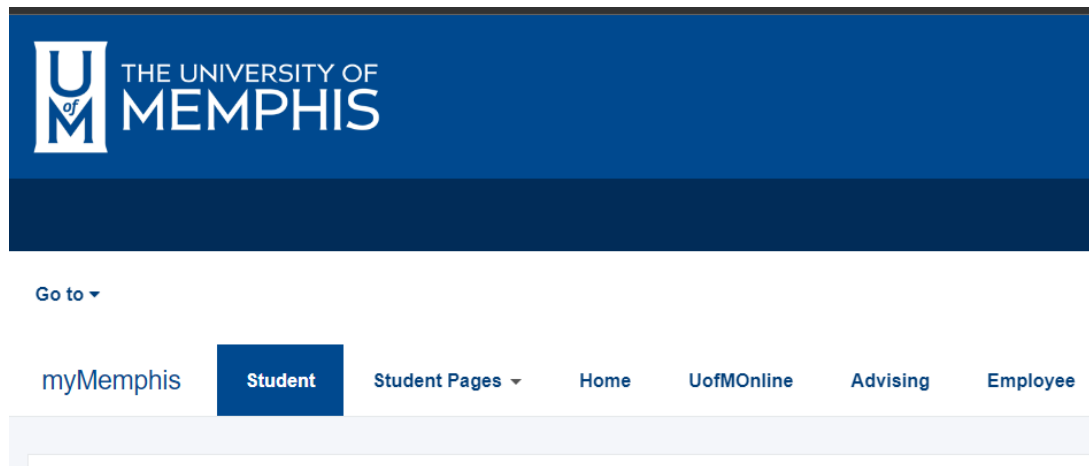 U
of
M
THE UNIVERSITY OF
MEMPHIS
Go to
myMemphis Student Student Pages Home UofMOnline Advising Employee